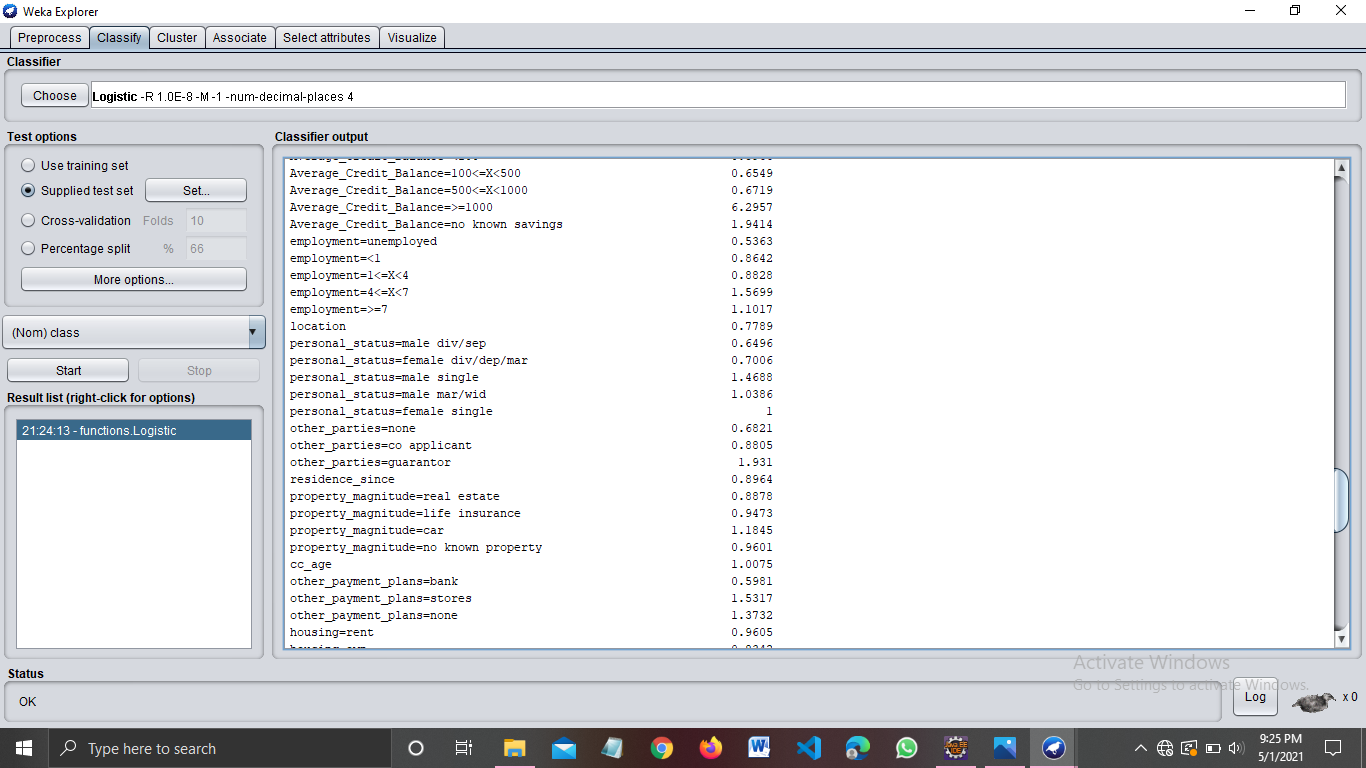 Weka Explorer
Preprocess Classify Cluster Associate Select attributes Visualize
Classifier
Choose Logistic -R 1.0E-8 -M -1 -num-decimal-places 4
Test options
Use training set
Supplied test set Set...
Cross-validation Folds 10
Percentage split % 66
More options...
(Nom) class
Start Stop
Result list (right-click for options)
21:24:13 - functions.Logistic
Classifier output
Average_Credit_Balance=100<=X<500 0.6549
Average_Credit_Balance=500<=X<1000 0.6719
Average_Credit_Balance=>=1000 6.2957
Average_Credit_Balance=no known savings 1.9414
employment=unemployed 0.5363
employment=<1 0.8642
employment=1<=X<4 0.8828
employment=4<=X<7 1.5699
employment=>=7 1.1017
location 0.7789
personal_status=male div/sep 0.6496
personal_status=female div/dep/mar 0.7006
personal_status=male single 1.4688
personal_status=male mar/wid 1.0386
personal_status=female single 1
other_parties=none 0.6821
other_parties=co applicant 0.8805
other_parties=guarantor 1.931
residence_since 0.8964
property_magnitude=real estate 0.8878
property_magnitude=life insurance 0.9473
property_magnitude=car 1.1845
property_magnitude=no known property 0.9601
cc_age 1.0075
other_payment_plans=bank 0.5981
other_payment_plans=stores 1.5317
other_payment_plans=none 1.3732
housing=rent 0.9605
Activate Windows
Go to Settings to activate Windows.
Status
OK
Log x 0
Type here to search
9:25 PM
5/1/2021